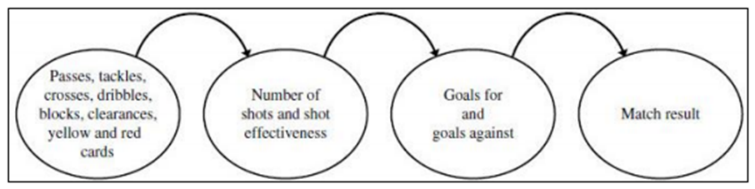 Passes, tackles,
crosses, dribbles,
blocks, clearances,
yellow and red
cards
Number of
shots and shot
effectiveness
Goals for
and
goals against
Match result